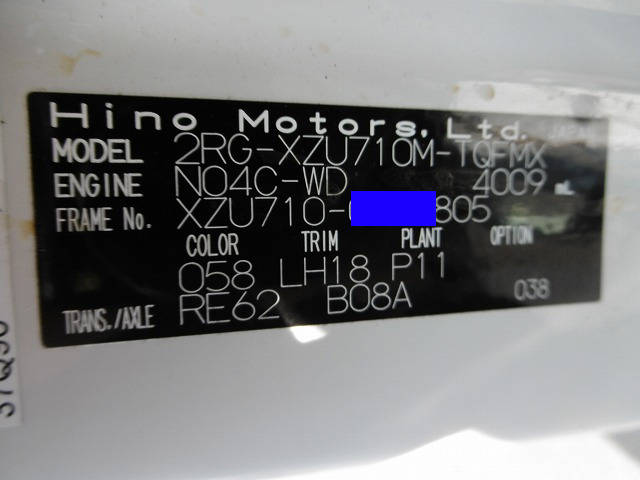 Hino Motors, Ltd. JAPAN
MODEL 2RG-XZU710M-TQFMX
ENGINE N04C-WD 4009 mL
FRAME No. XZU710- 805
COLOR TRIM PLANT OPTION
058 LH18 P11
TRANS./AXLE RE62 B08A 038